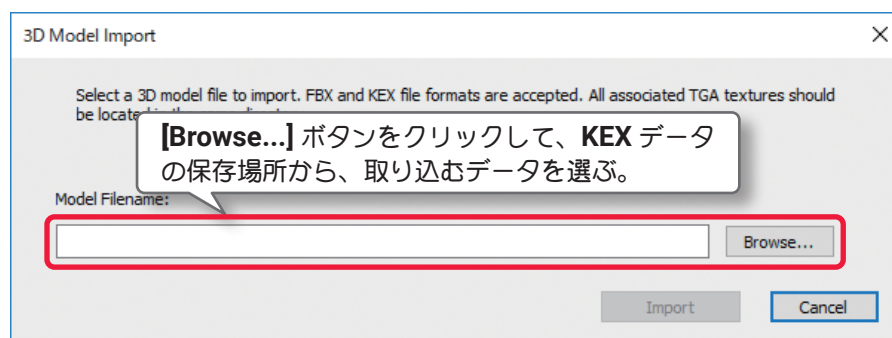 3D Model Import
Select a 3D model file to import. FBX and KEX file formats are accepted. All associated TGA textures should
be located
[Browse...] ボタンをクリックして、KEX データ
の保存場所から、取り込むデータを選ぶ。
Model Filename:
Browse...
Import
Cancel